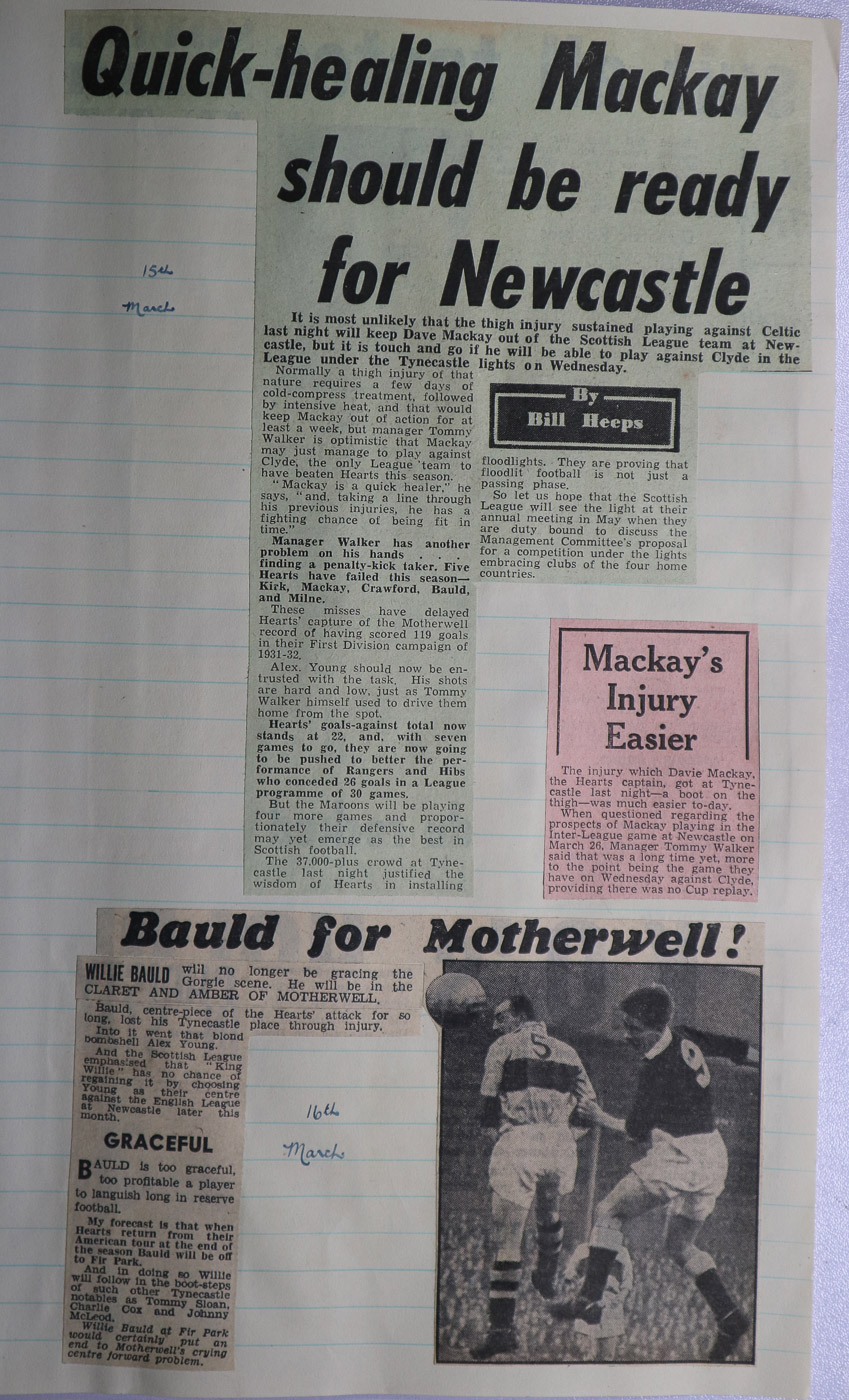 Quick-healing Mackay
should be ready
for Newcastle
15th
March
It is most unlikely that the thigh injury sustained playing against Celtic
last night will keep Dave Mackay out of the Scottish League team at New-
castle, but it is touch and go if he will be able to play against Clyde in the
League under the Tynecastle lights on Wednesday.
Normally a thigh injury of that
nature requires a few days of
cold-compress treatment, followed
by intensive heat, and that would
keep Mackay out of action for at
least a week, but manager Tommy
Walker is optimistic that Mackay
may just manage to play against
Clyde, the only League team to
have beaten Hearts this season.
"Mackay is a quick healer," he
says, "and, taking a line through
his previous injuries, he has a
fighting chance of being fit in
time."
Manager Walker has another
problem on his hands . . .
finding a penalty-kick taker. Five
Hearts have failed this season—
Kirk, Mackay, Crawford, Bauld,
and Milne.
These misses have delayed
Hearts' capture of the Motherwell
record of having scored 119 goals
in their First Division campaign of
1931-32.
Alex. Young should now be en-
trusted with the task. His shots
are hard and low, just as Tommy
Walker himself used to drive them
home from the spot.
Hearts' goals-against total now
stands at 22, and, with seven
games to go, they are now going
to be pushed to better the per-
formance of Rangers and Hibs
who conceded 26 goals in a League
programme of 30 games.
But the Maroons will be playing
four more games and propor-
tionately their defensive record
may yet emerge as the best in
Scottish football.
The 37,000-plus crowd at Tyne-
castle last night justified the
wisdom of Hearts in installing
By
Bill Heeps
floodlights. They are proving that
floodlit football is not just a
passing phase.
So let us hope that the Scottish
League will see the light at their
annual meeting in May when they
are duty bound to discuss the
Management Committee's proposal
for a competition under the lights
embracing clubs of the four home
countries.
Mackay's
Injury
Easier
The injury which Davie Mackay,
the Hearts captain, got at Tyne-
castle last night—a boot on the
thigh—was much easier to-day.
When questioned regarding the
prospects of Mackay playing in the
Inter-League game at Newcastle on
March 26, Manager Tommy Walker
said that was a long time yet, more
to the point being the game they
have on Wednesday against Clyde,
providing there was no Cup replay.
Bauld for Motherwell!
WILLIE BAULD will no longer be gracing the
Gorgie scene. He will be in the
CLARET AND AMBER OF MOTHERWELL.
Bauld, centre-piece of the Hearts' attack for so
long, lost his Tynecastle place through injury.
Into it went that blond
bombshell Alex Young.
And the Scottish League
emphasised that "King
Willie" has no chance of
regaining it by choosing
Young as their centre
against the English League
at Newcastle later this
month.
GRACEFUL
BAULD is too graceful,
too profitable a player
to languish long in reserve
football.
My forecast is that when
Hearts return from their
American tour at the end of
the season Bauld will be off
to Fir Park.
And in doing so Willie
will follow in the boot-steps
of such other Tynecastle
notables as Tommy Sloan,
Charlie Cox and Johnny
McLeod.
Willie Bauld at Fir Park
would certainly put an
end to Motherwell's crying
centre forward problem.
16th
March
5
9